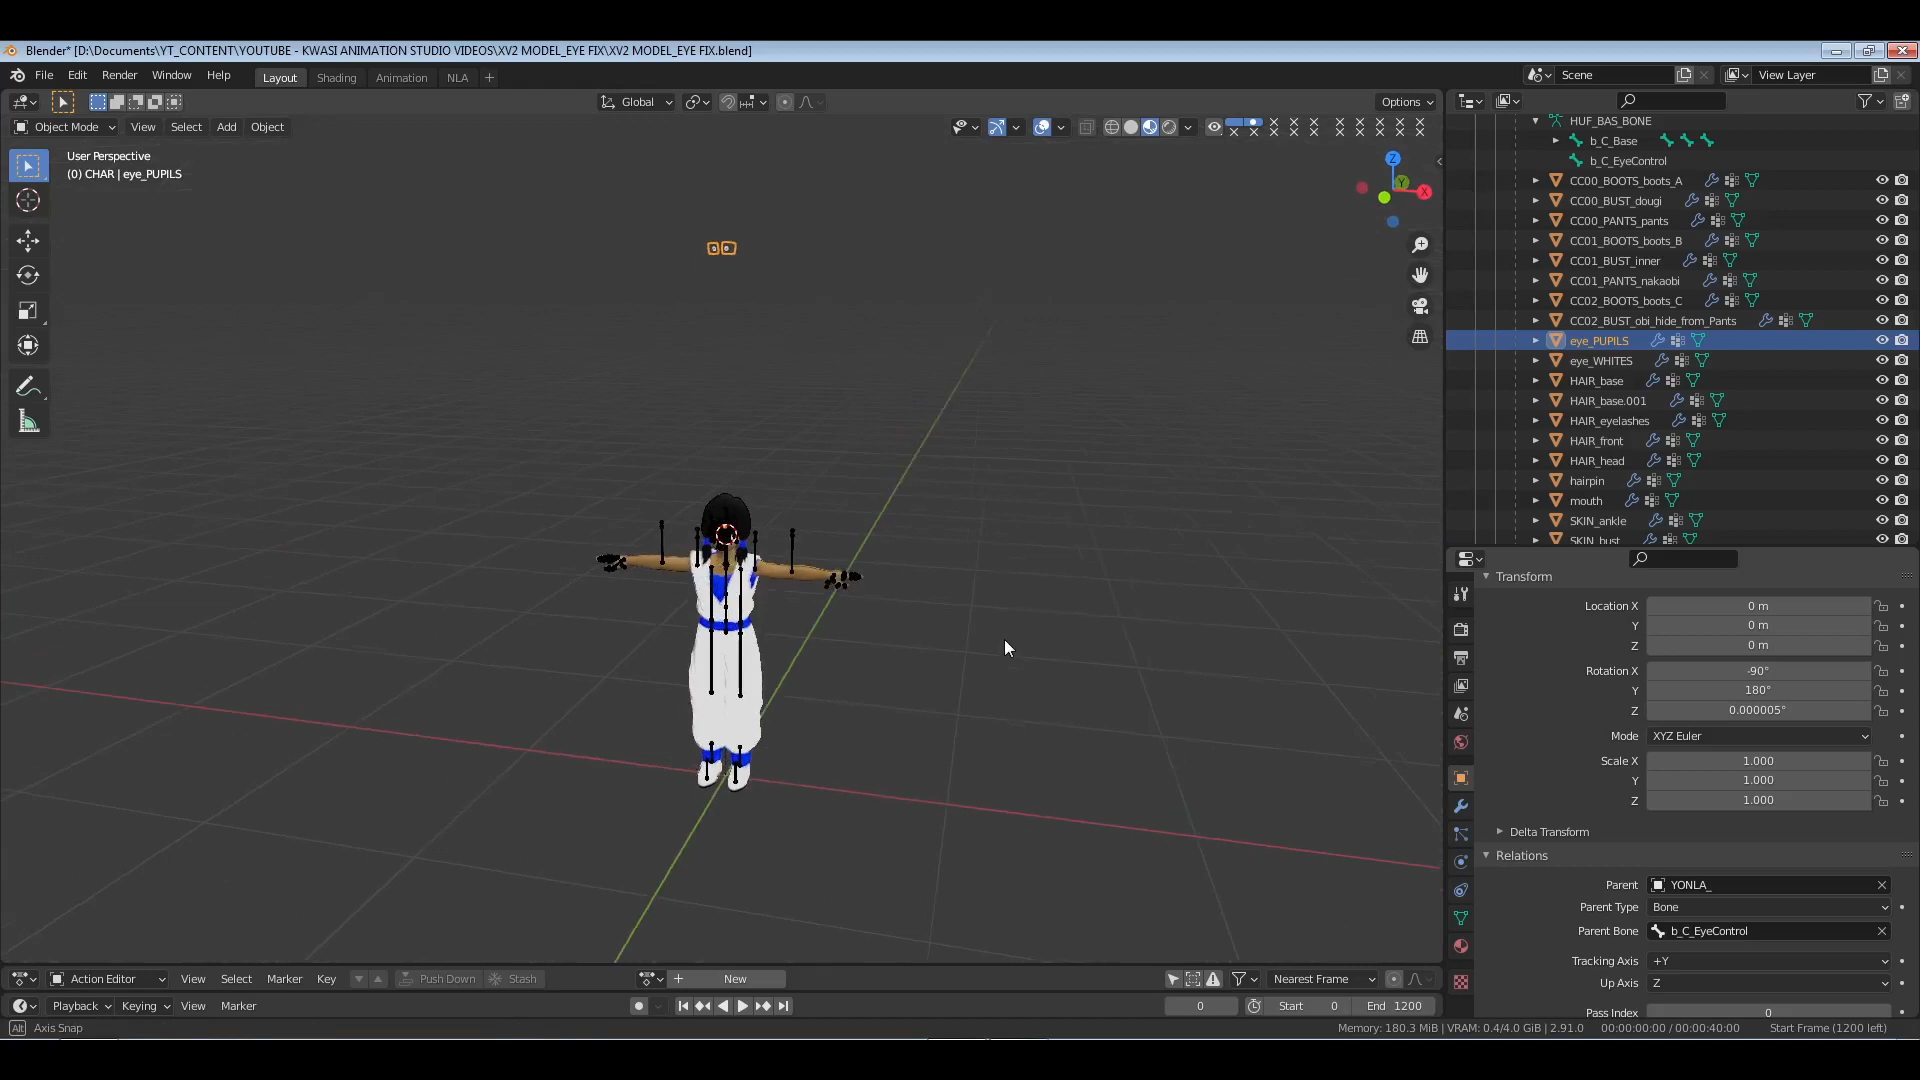 Blender* [D:\Documents\YT_CONTENT\YOUTUBE - KWASI ANIMATION STUDIO VIDEOS\XV2 MODEL_EYE FIX\XV2 MODEL_EYE FIX.blend]
File Edit Render Window Help Layout Shading Animation NLA + Scene View Layer
Global Options
Object Mode View Select Add Object
User Perspective
(0) CHAR | eye_PUPILS
Z
Y
X
HUF_BAS_BONE
b_C_Base
b_C_EyeControl
CC00_BOOTS_boots_A
CC00_BUST_dougi
CC00_PANTS_pants
CC01_BOOTS_boots_B
CC01_BUST_inner
CC01_PANTS_nakaobi
CC02_BOOTS_boots_C
CC02_BUST_obi_hide_from_Pants
eye_PUPILS
eye_WHITES
HAIR_base
HAIR_base.001
HAIR_eyelashes
HAIR_front
HAIR_head
hairpin
mouth
SKIN_ankle
SKIN_bust
Transform
Location X 0 m
Y 0 m
Z 0 m
Rotation X -90°
Y 180°
Z 0.000005°
Mode XYZ Euler
Scale X 1.000
Y 1.000
Z 1.000
Delta Transform
Relations
Parent YONLA_
Parent Type Bone
Parent Bone b_C_EyeControl
Tracking Axis +Y
Up Axis Z
Pass Index 0
Action Editor View Select Marker Key Push Down Stash + New Nearest Frame
Playback Keying View Marker 0 Start 0 End 1200
Alt Axis Snap Memory: 180.3 MiB | VRAM: 0.4/4.0 GiB | 2.91.0 00:00:00:00 / 00:00:40:00 Start Frame (1200 left)